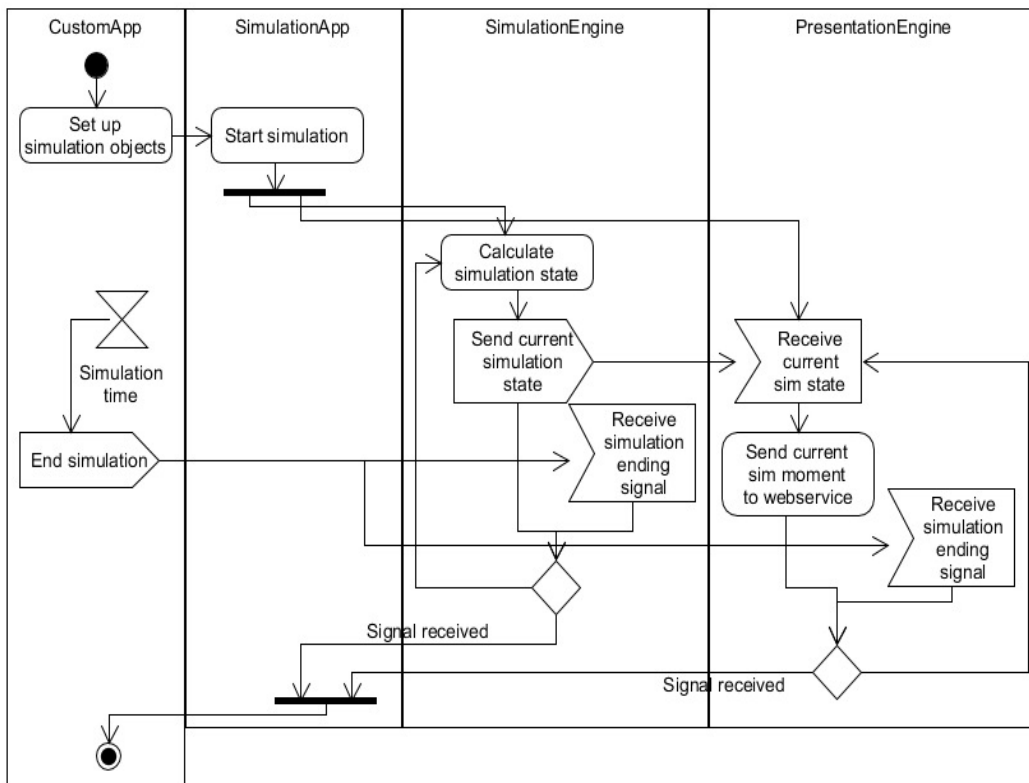 CustomApp
SimulationApp
SimulationEngine
PresentationEngine
Set up
simulation objects
Start simulation
Calculate
simulation state
Simulation
time
Send current
simulation
state
Receive
current
sim state
End simulation
Receive
simulation
ending
signal
Send current
sim moment
to webservice
Receive
simulation
ending
signal
Signal received
Signal received